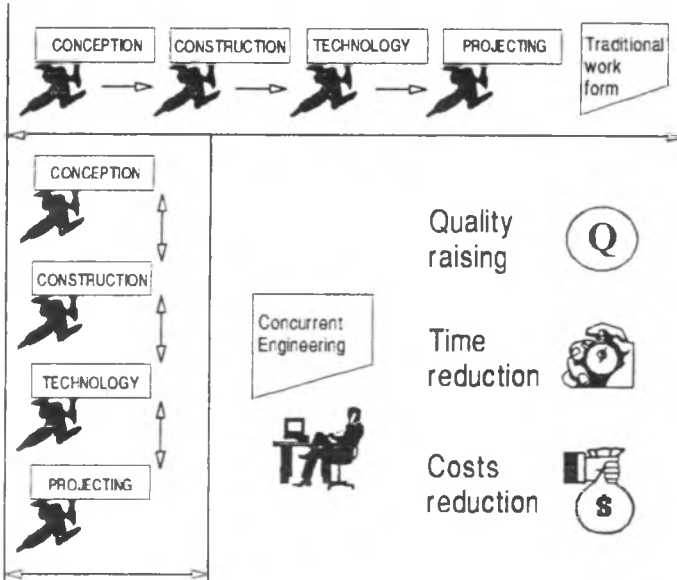 CONCEPTION
CONSTRUCTION
TECHNOLOGY
PROJECTING
Traditional
work
form
CONCEPTION
CONSTRUCTION
TECHNOLOGY
PROJECTING
Concurrent
Engineering
Quality
raising
Q
Time
reduction
Costs
reduction
$